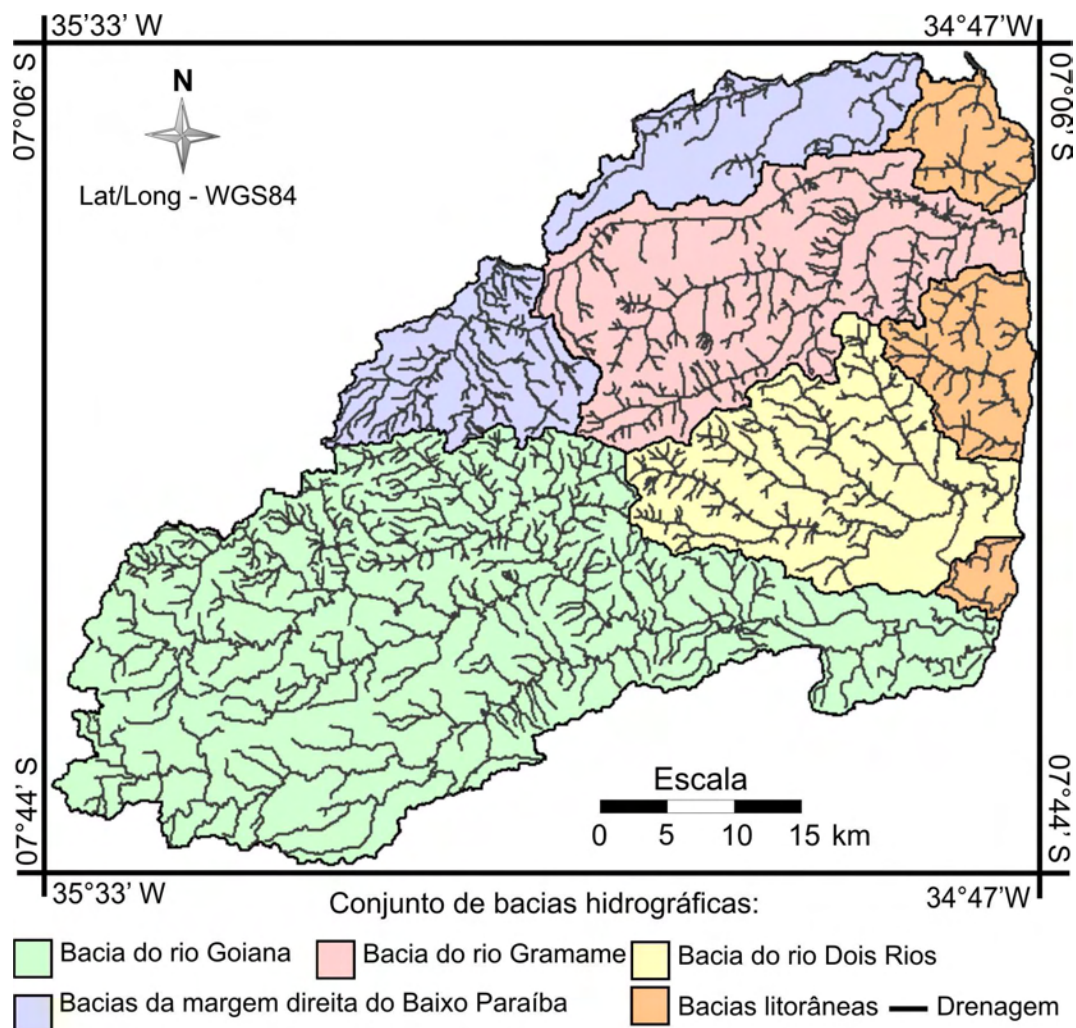 35'33' W
34°47'W
07°06' S
07°06' S
N
Lat/Long - WGS84
07°44' S
07°44' S
Escala
0 5 10 15 km
35°33' W
34°47'W
Conjunto de bacias hidrográficas:
Bacia do rio Goiana
Bacia do rio Gramame
Bacia do rio Dois Rios
Bacias da margem direita do Baixo Paraíba
Bacias litorâneas
Drenagem